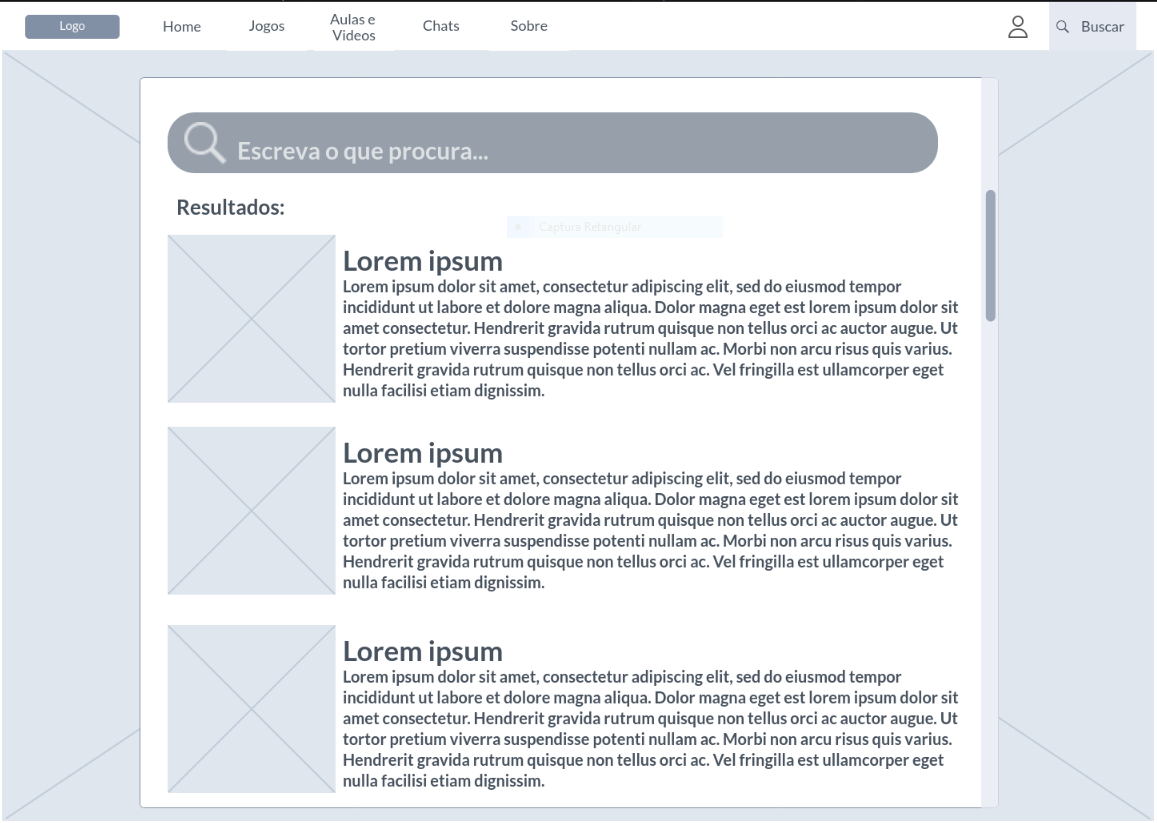 Logo
Home
Jogos
Aulas e
Videos
Chats
Sobre
Buscar
Escreva o que procura...
Resultados:
Captura Retangular
Lorem ipsum
Lorem ipsum dolor sit amet, consectetur adipiscing elit, sed do eiusmod tempor
incididunt ut labore et dolore magna aliqua. Dolor magna eget est lorem ipsum dolor sit
amet consectetur. Hendrerit gravida rutrum quisque non tellus orci ac auctor augue. Ut
tortor pretium viverra suspendisse potenti nullam ac. Morbi non arcu risus quis varius.
Hendrerit gravida rutrum quisque non tellus orci ac. Vel fringilla est ullamcorper eget
nulla facilisi etiam dignissim.
Lorem ipsum
Lorem ipsum dolor sit amet, consectetur adipiscing elit, sed do eiusmod tempor
incididunt ut labore et dolore magna aliqua. Dolor magna eget est lorem ipsum dolor sit
amet consectetur. Hendrerit gravida rutrum quisque non tellus orci ac auctor augue. Ut
tortor pretium viverra suspendisse potenti nullam ac. Morbi non arcu risus quis varius.
Hendrerit gravida rutrum quisque non tellus orci ac. Vel fringilla est ullamcorper eget
nulla facilisi etiam dignissim.
Lorem ipsum
Lorem ipsum dolor sit amet, consectetur adipiscing elit, sed do eiusmod tempor
incididunt ut labore et dolore magna aliqua. Dolor magna eget est lorem ipsum dolor sit
amet consectetur. Hendrerit gravida rutrum quisque non tellus orci ac auctor augue. Ut
tortor pretium viverra suspendisse potenti nullam ac. Morbi non arcu risus quis varius.
Hendrerit gravida rutrum quisque non tellus orci ac. Vel fringilla est ullamcorper eget
nulla facilisi etiam dignissim.